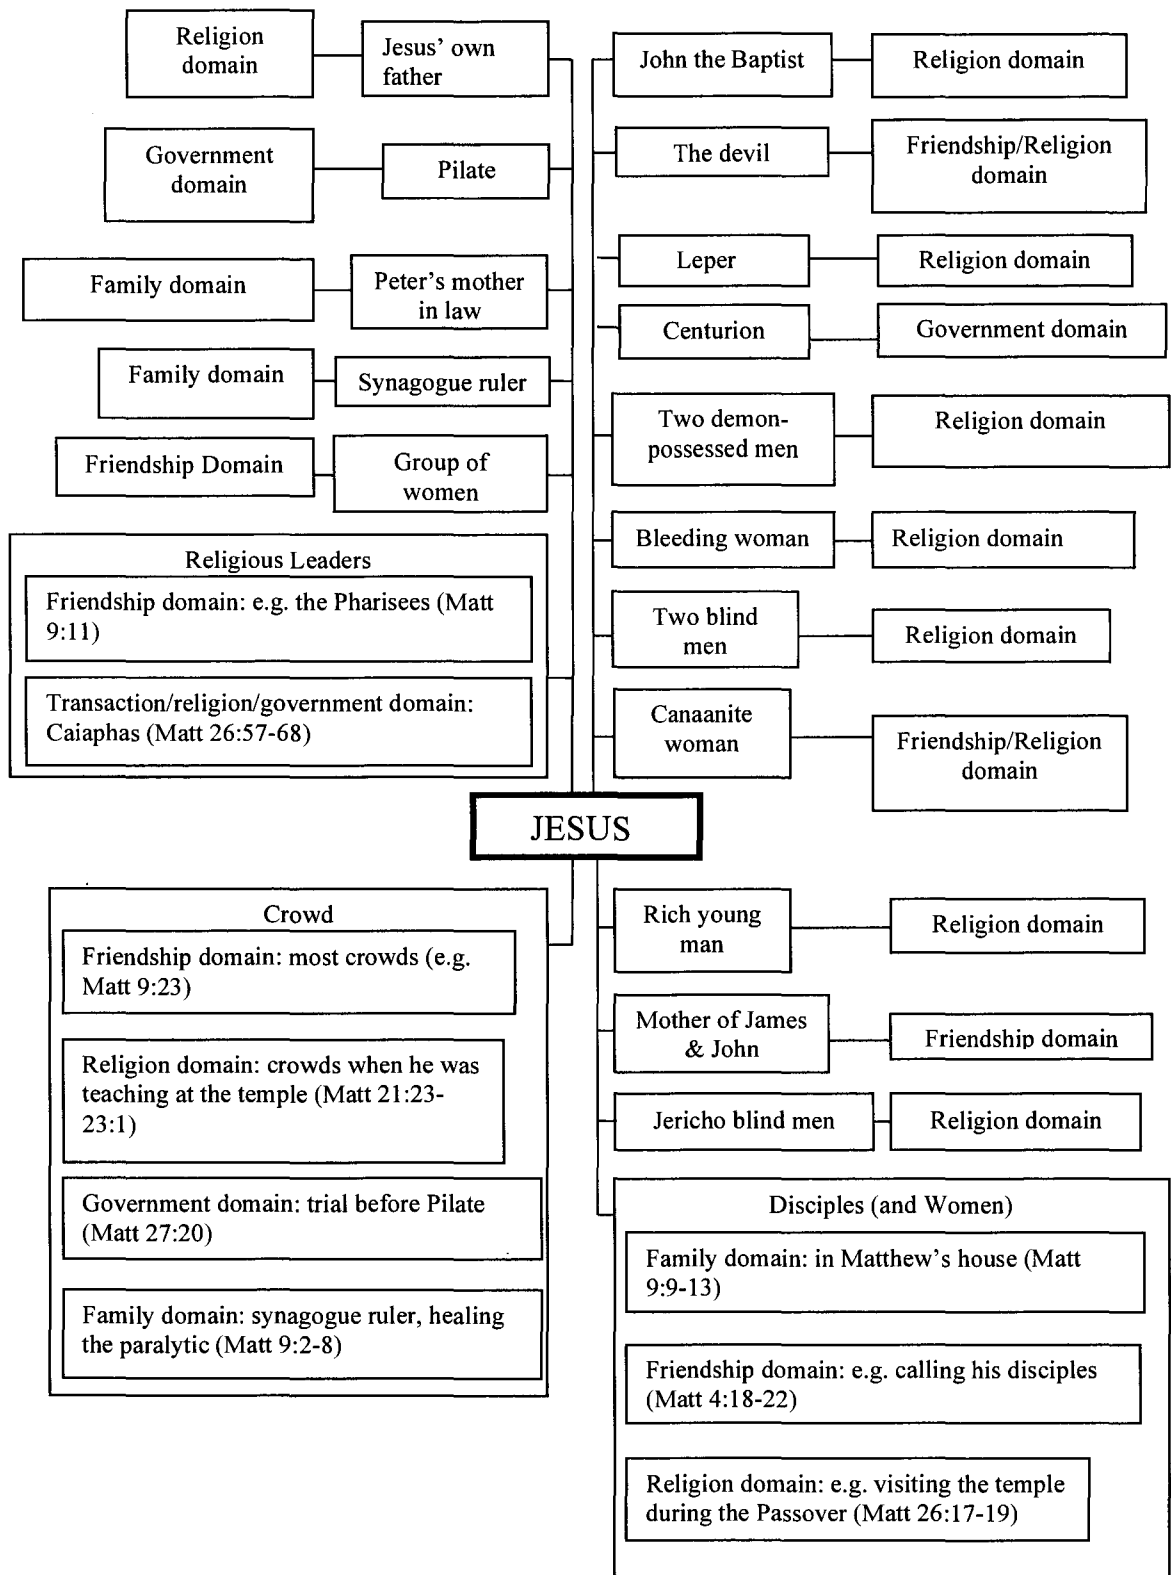 Religion
domain
Jesus' own
father
Government
domain
Pilate
Family domain
Peter's mother
in law
Family domain
Synagogue ruler
Friendship Domain
Group of
women
Religious Leaders
Friendship domain: e.g. the Pharisees (Matt
9:11)
Transaction/religion/government domain:
Caiaphas (Matt 26:57-68)
John the Baptist
Religion domain
The devil
Friendship/Religion
domain
Leper
Religion domain
Centurion
Government domain
Two demon-
possessed men
Religion domain
Bleeding woman
Religion domain
Two blind
men
Religion domain
Canaanite
woman
Friendship/Religion
domain
JESUS
Crowd
Friendship domain: most crowds (e.g.
Matt 9:23)
Religion domain: crowds when he was
teaching at the temple (Matt 21:23-
23:1)
Government domain: trial before Pilate
(Matt 27:20)
Family domain: synagogue ruler, healing
the paralytic (Matt 9:2-8)
Rich young
man
Religion domain
Mother of James
& John
Friendship domain
Jericho blind men
Religion domain
Disciples (and Women)
Family domain: in Matthew's house (Matt
9:9-13)
Friendship domain: e.g. calling his disciples
(Matt 4:18-22)
Religion domain: e.g. visiting the temple
during the Passover (Matt 26:17-19)